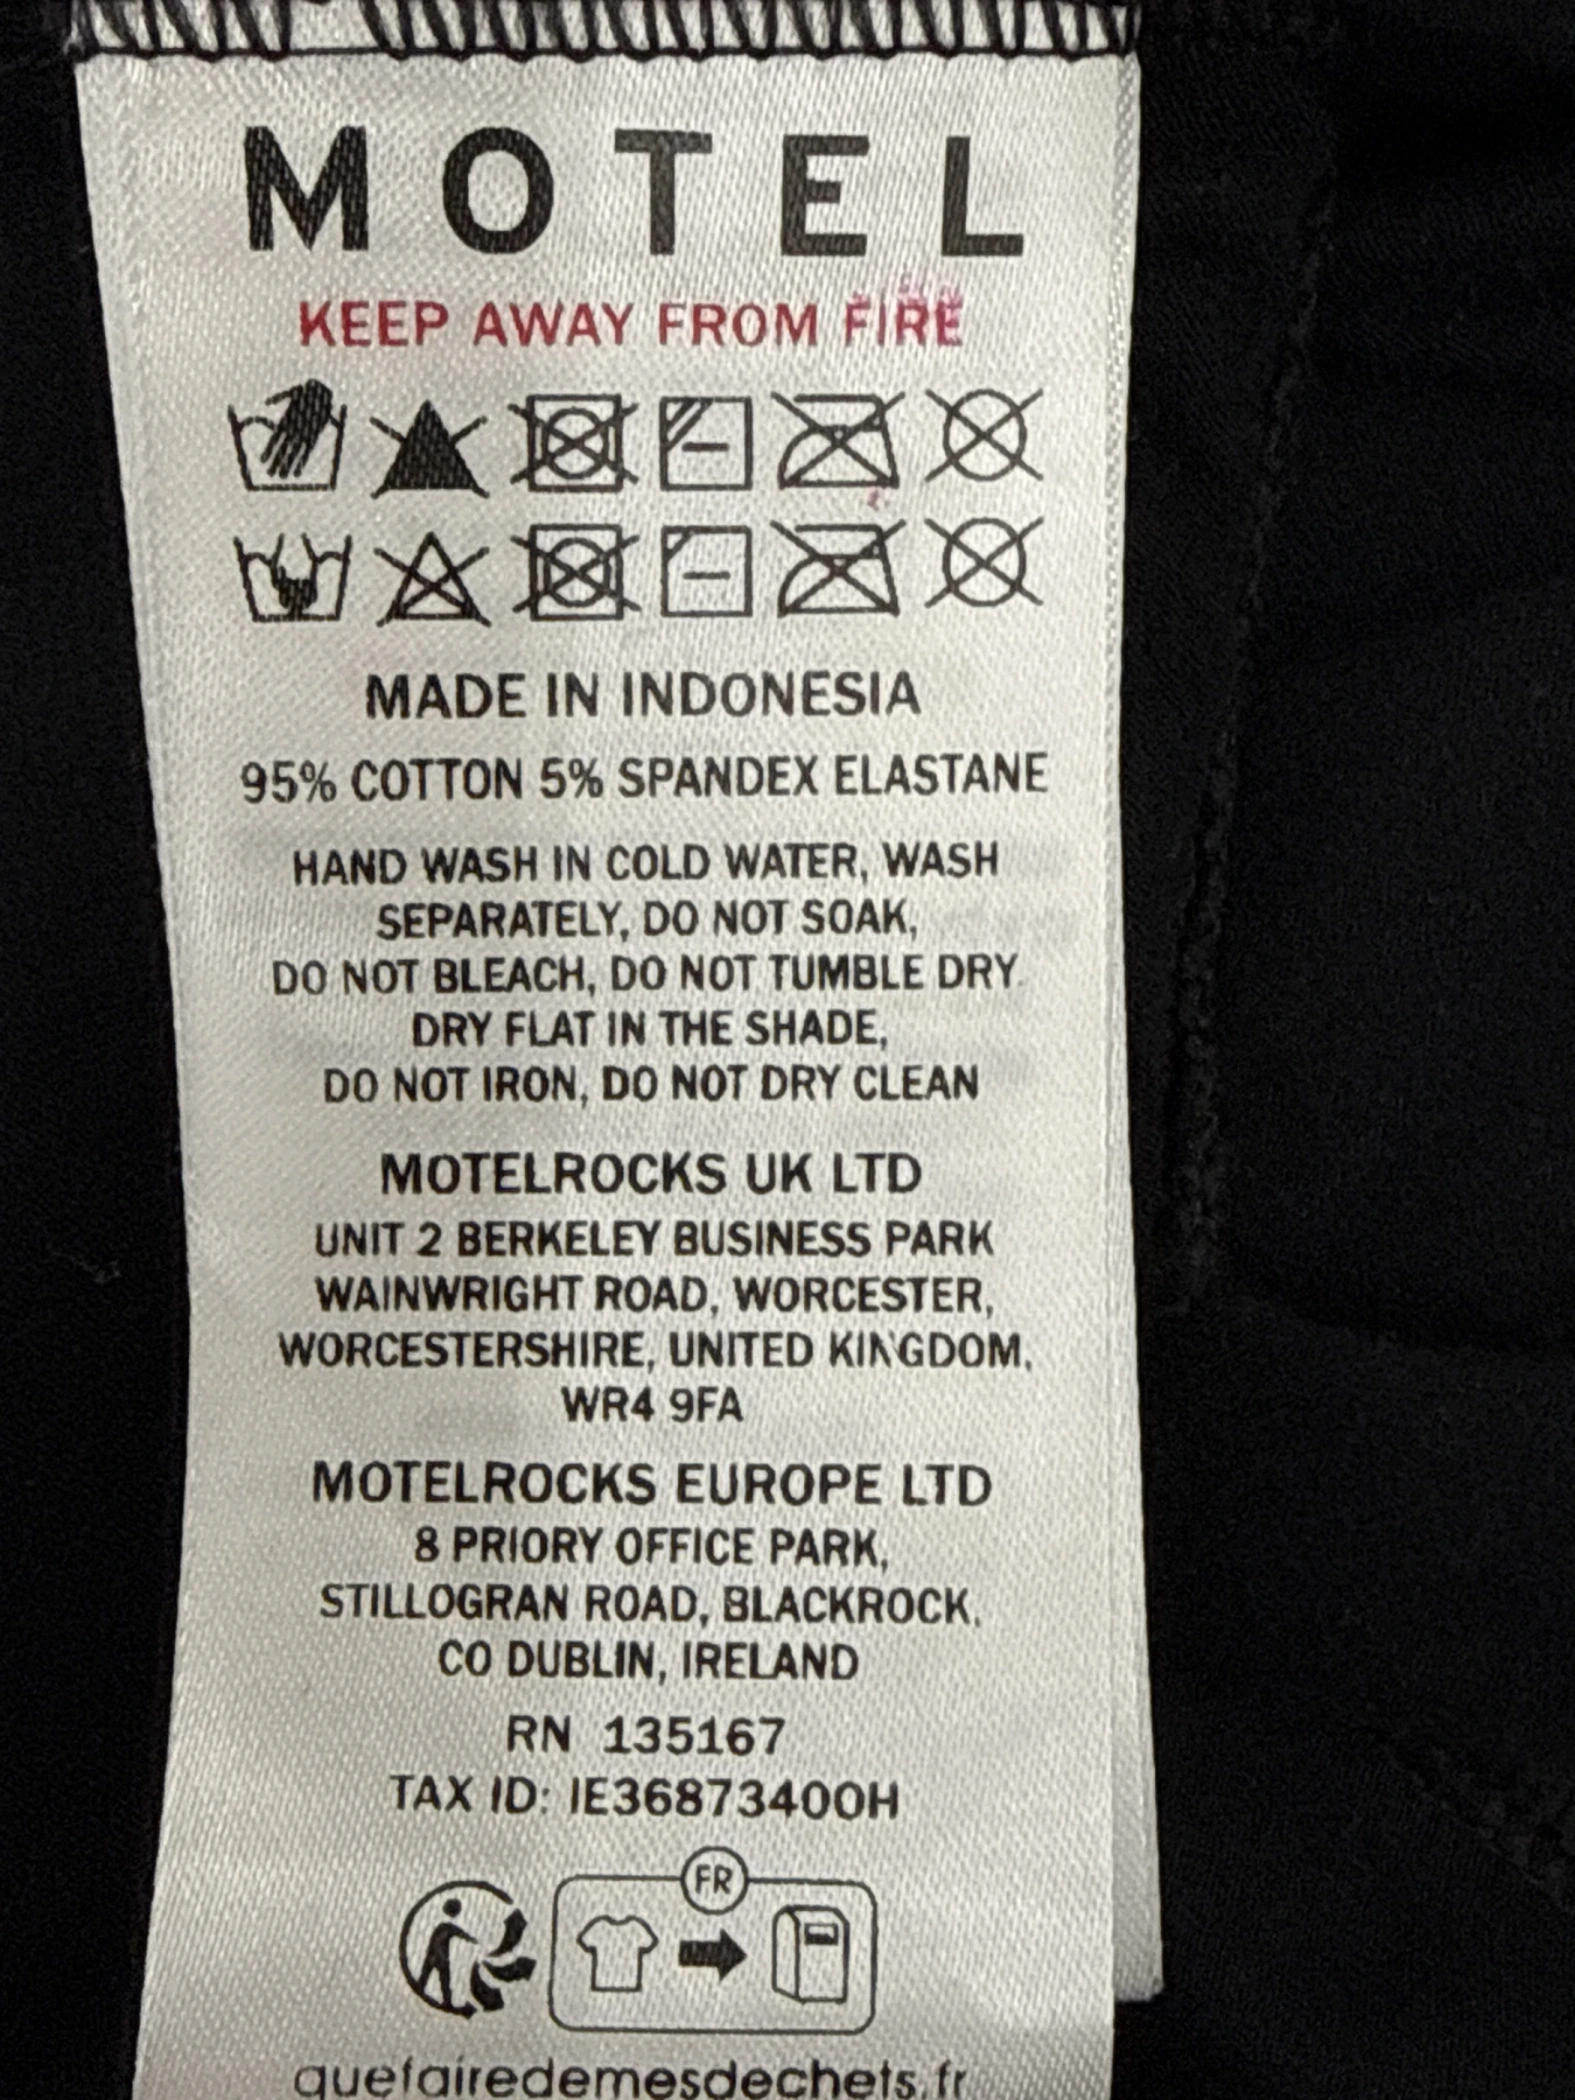 MOTEL
KEEP AWAY FROM FIRE
MADE IN INDONESIA
95% COTTON 5% SPANDEX ELASTANE
HAND WASH IN COLD WATER, WASH
SEPARATELY, DO NOT SOAK,
DO NOT BLEACH, DO NOT TUMBLE DRY
DRY FLAT IN THE SHADE,
DO NOT IRON, DO NOT DRY CLEAN
MOTELROCKS UK LTD
UNIT 2 BERKELEY BUSINESS PARK
WAINWRIGHT ROAD, WORCESTER,
WORCESTERSHIRE, UNITED KINGDOM,
WR4 9FA
MOTELROCKS EUROPE LTD
8 PRIORY OFFICE PARK,
STILLOGRAN ROAD, BLACKROCK,
CO DUBLIN, IRELAND
RN 135167
TAX ID: IE3687340OH
FR
quefairedemesdechets.fr